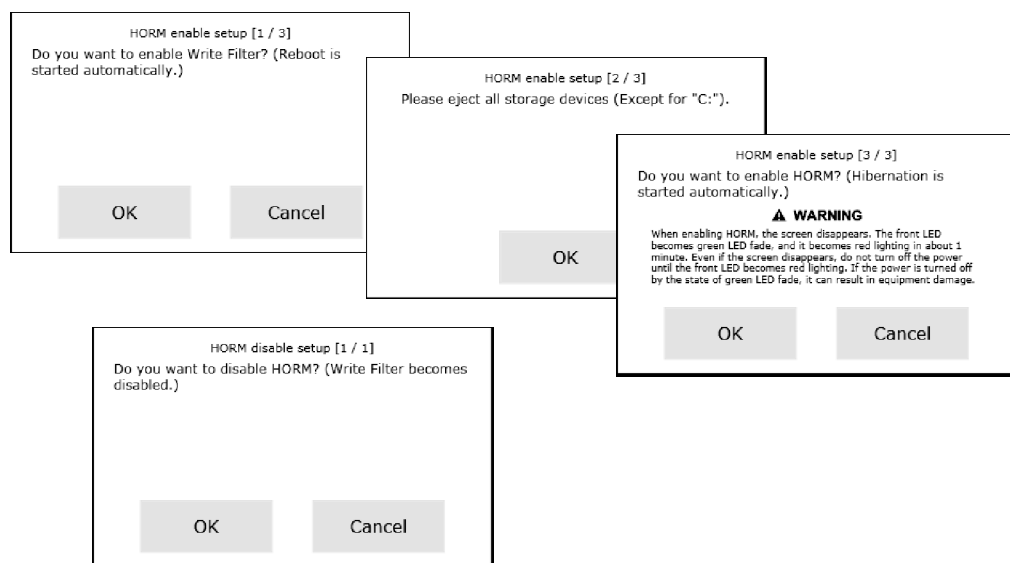 HORM enable setup [1 / 3]
Do you want to enable Write Filter? (Reboot is
started automatically.)
OK
Cancel
HORM enable setup [2 / 3]
Please eject all storage devices (Except for "C:").
OK
HORM enable setup [3 / 3]
Do you want to enable HORM? (Hibernation is
started automatically.)
WARNING
When enabling HORM, the screen disappears. The front LED
becomes green LED fade, and it becomes red lighting in about 1
minute. Even if the screen disappears, do not turn off the power
until the front LED becomes red lighting. If the power is turned off
by the state of green LED fade, it can result in equipment damage.
OK
Cancel
HORM disable setup [1 / 1]
Do you want to disable HORM? (Write Filter becomes
disabled.)
OK
Cancel